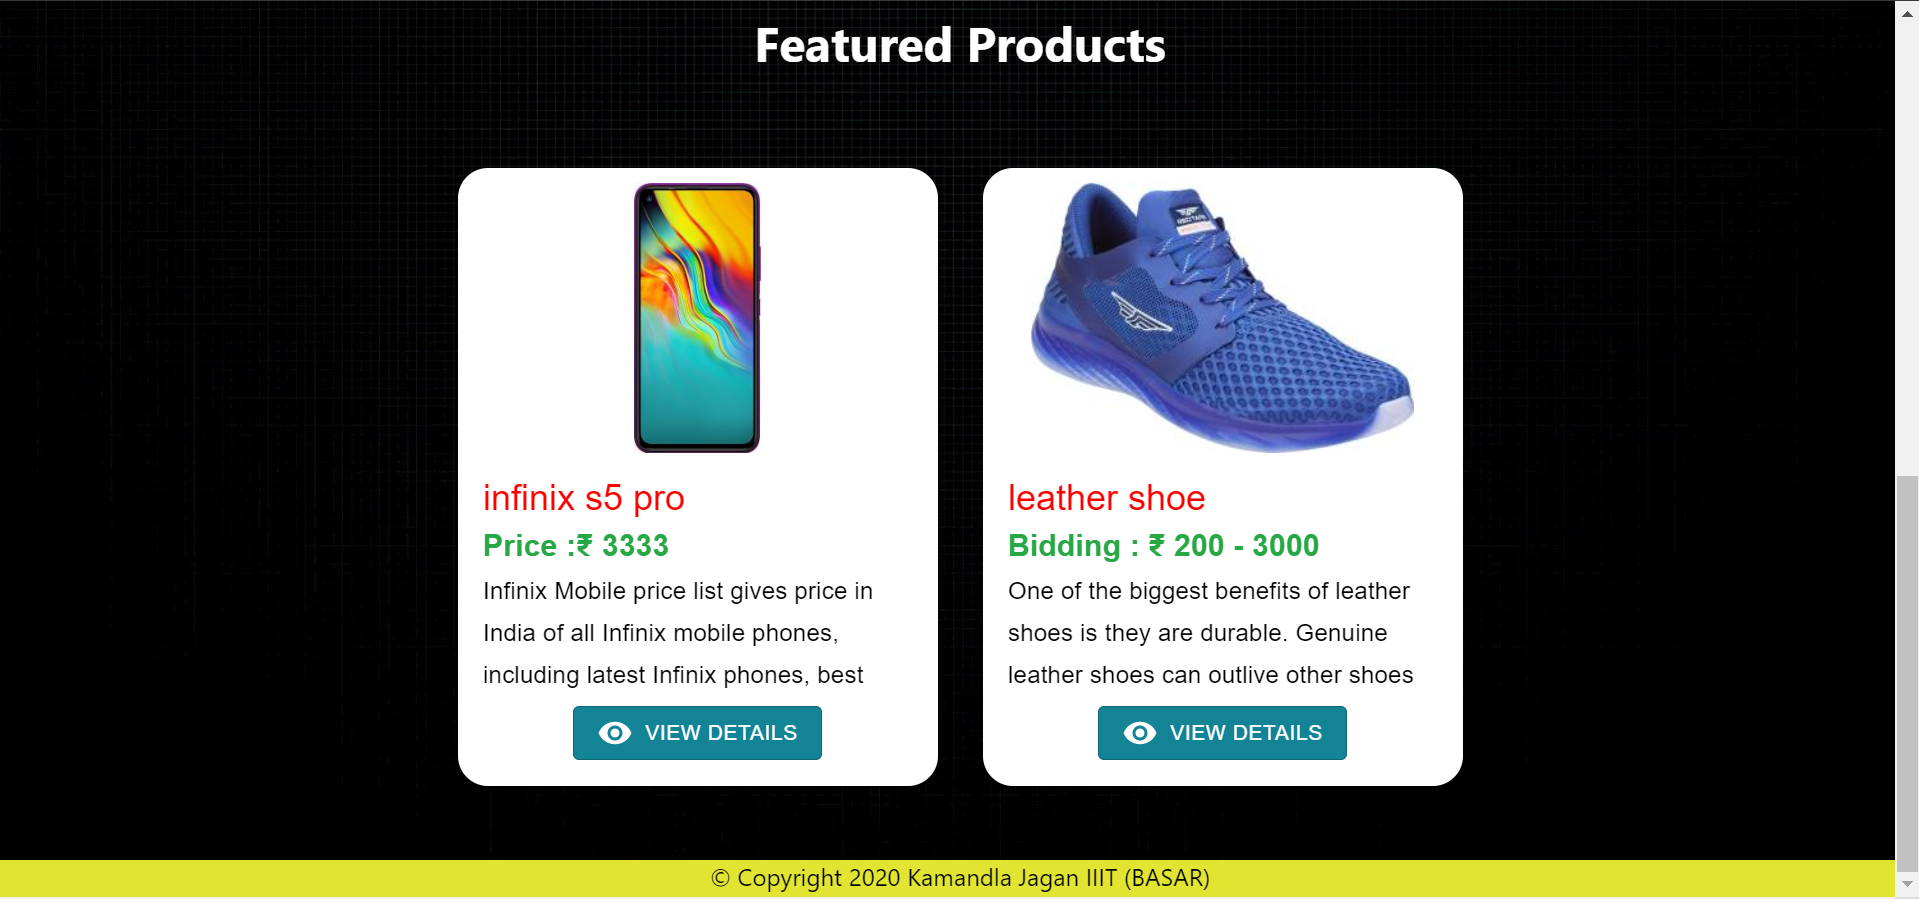 Featured Products
infinix s5 pro
Price :₹ 3333
Infinix Mobile price list gives price in
India of all Infinix mobile phones,
including latest Infinix phones, best
VIEW DETAILS
leather shoe
Bidding : ₹ 200 - 3000
One of the biggest benefits of leather
shoes is they are durable. Genuine
leather shoes can outlive other shoes
VIEW DETAILS
© Copyright 2020 Kamandla Jagan IIIT (BASAR)